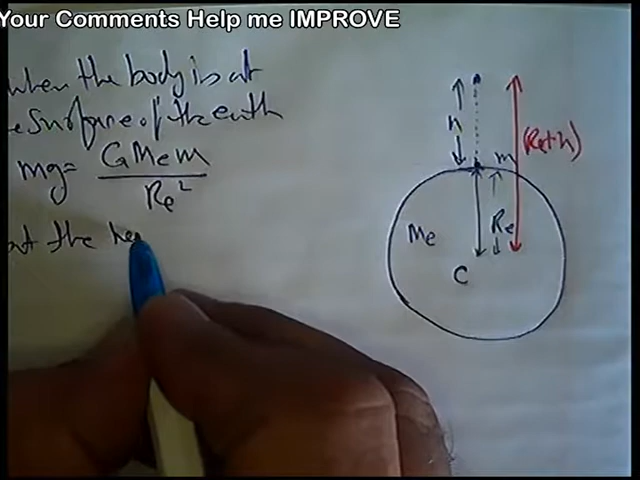 Your Comments Help me IMPROVE
when the body is at
surface of the earth
mg = GMem
Re²
at the he
h
m
(Re+h)
Me
Re
C